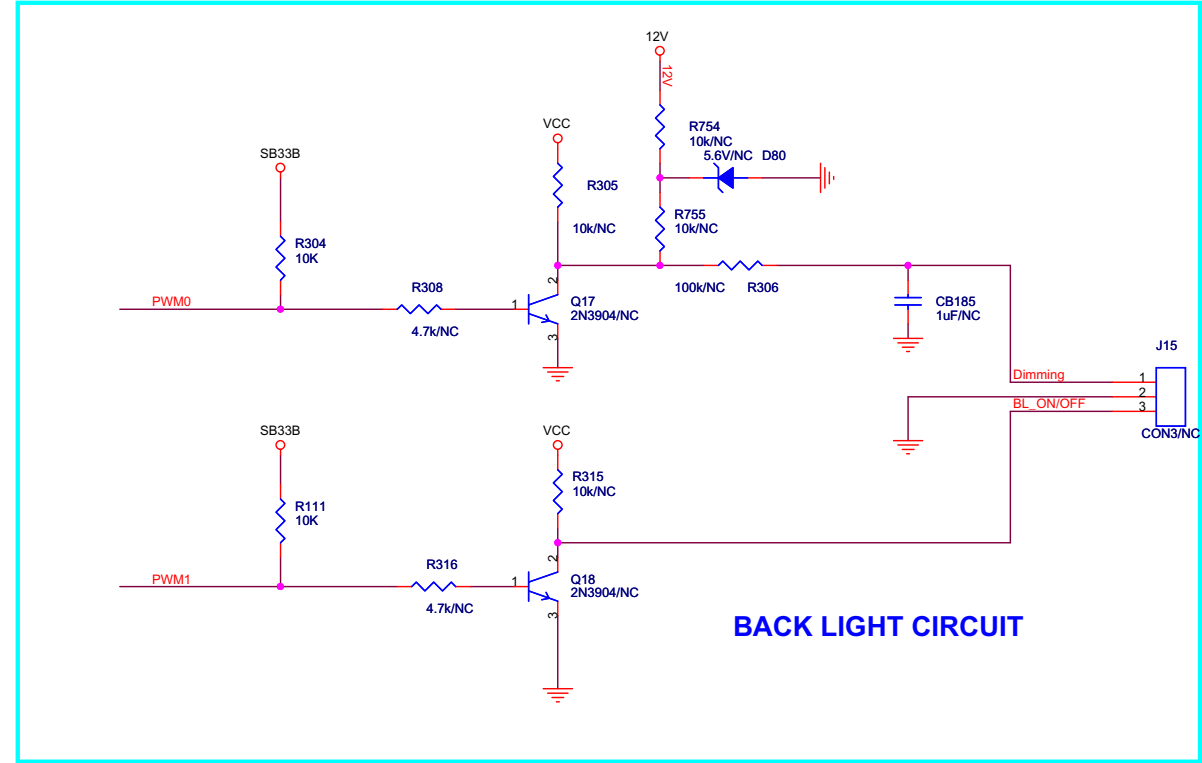 12V
12V
R754
10k/NC
5.6V/NC D80
VCC
SB33B
R305
10k/NC
R755
10k/NC
R304
10K
R308
4.7k/NC
PWM0
1
2
3
Q17
2N3904/NC
100k/NC R306
CB185
1uF/NC
J15
Dimming
BL_ON/OFF
1
2
3
CON3/NC
SB33B
VCC
R315
10k/NC
R111
10K
R316
4.7k/NC
PWM1
1
2
3
Q18
2N3904/NC
BACK LIGHT CIRCUIT